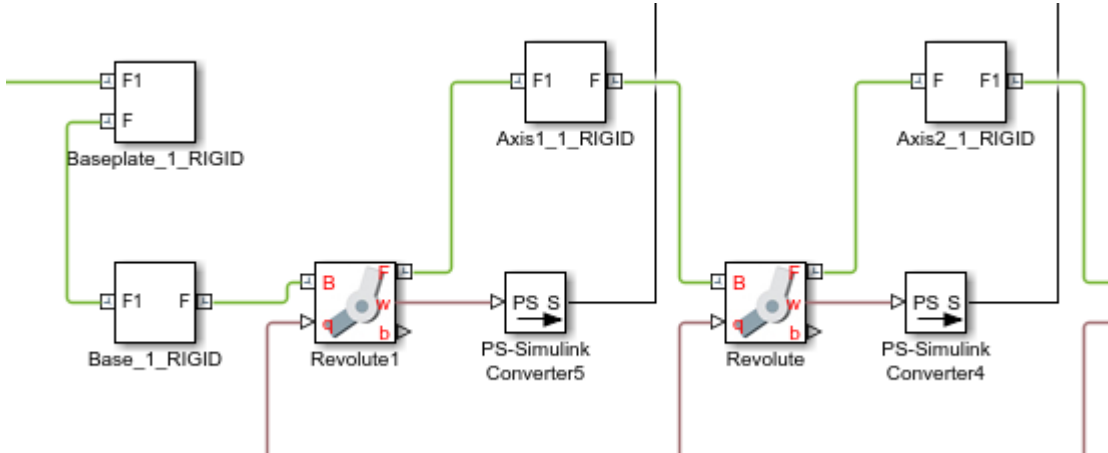 F1
F
Baseplate_1_RIGID
F1 F
Axis1_1_RIGID
F F1
Axis2_1_RIGID
F1 F
Base_1_RIGID
B F
q w
b
Revolute1
PS S
PS-Simulink
Converter5
B F
q w
b
Revolute
PS S
PS-Simulink
Converter4